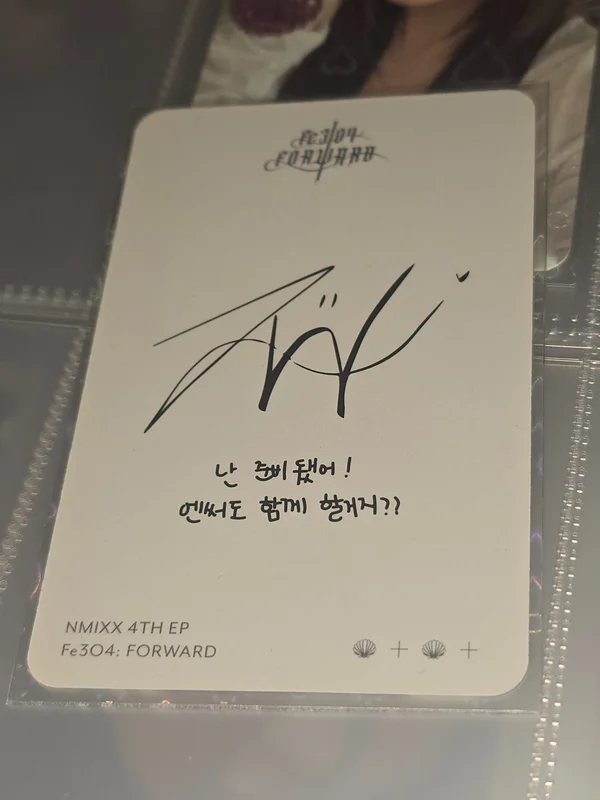 Fe3O4
FORWARD
난 준비됐어!
엔써도 함께 할거지??
NMIXX 4TH EP
Fe3O4: FORWARD